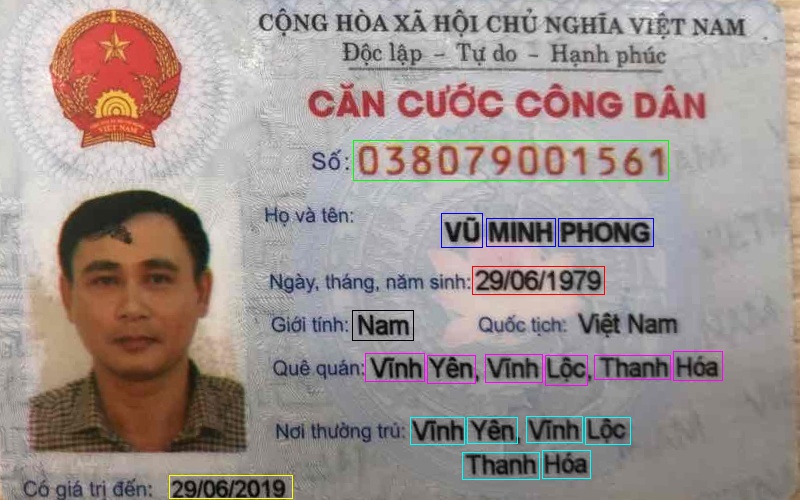 CỘNG HÒA XÃ HỘI CHỦ NGHĨA VIỆT NAM
Độc lập - Tự do - Hạnh phúc
CĂN CƯỚC CÔNG DÂN
Số: 038079001561
Họ và tên:
VŨ MINH PHONG
Ngày, tháng, năm sinh: 29/06/1979
Giới tính: Nam Quốc tịch: Việt Nam
Quê quán: Vĩnh Yên, Vĩnh Lộc, Thanh Hóa
Nơi thường trú: Vĩnh Yên, Vĩnh Lộc
Thanh Hóa
Có giá trị đến: 29/06/2019